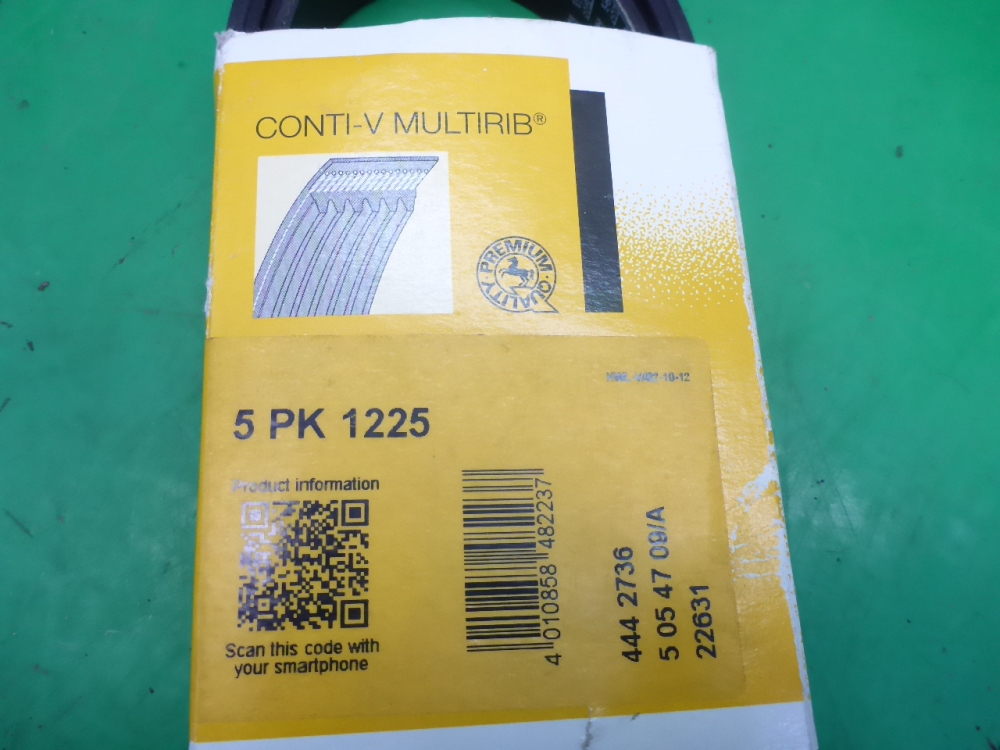 CONTI-V MULTIRIB®
PREMIUM QUALITY
5 PK 1225
Product information
Scan this code with
your smartphone
4 010858 482237
444 2736
5 05 47 09/A
22631